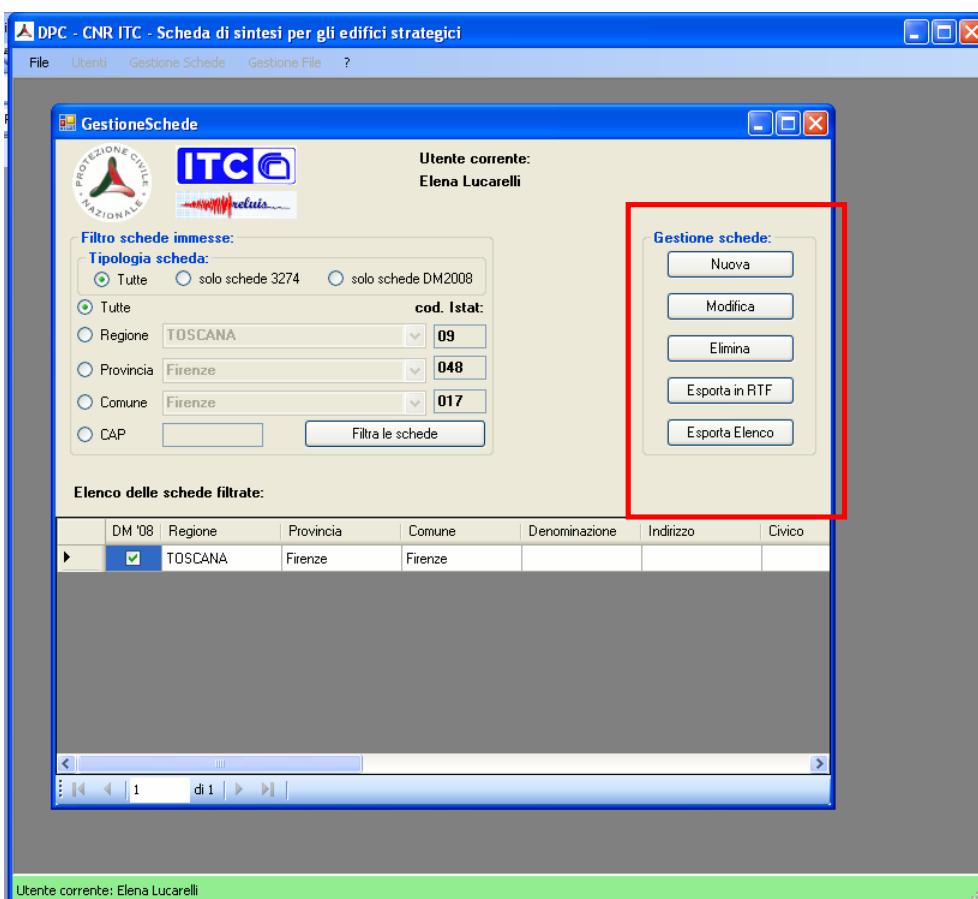 DPC - CNR ITC - Scheda di sintesi per gli edifici strategici
File Utenti Gestione Schede Gestione File ?
GestioneSchede
PROTEZIONE CIVILE NAZIONALE
ITC
reluis
Utente corrente:
Elena Lucarelli
Filtro schede immesse:
Tipologia scheda:
Tutte solo schede 3274 solo schede DM2008
Tutte cod. Istat:
Regione TOSCANA 09
Provincia Firenze 048
Comune Firenze 017
CAP Filtra le schede
Gestione schede:
Nuova
Modifica
Elimina
Esporta in RTF
Esporta Elenco
Elenco delle schede filtrate:
DM '08 Regione Provincia Comune Denominazione Indirizzo Civico
TOSCANA Firenze Firenze
1 di 1
Utente corrente: Elena Lucarelli